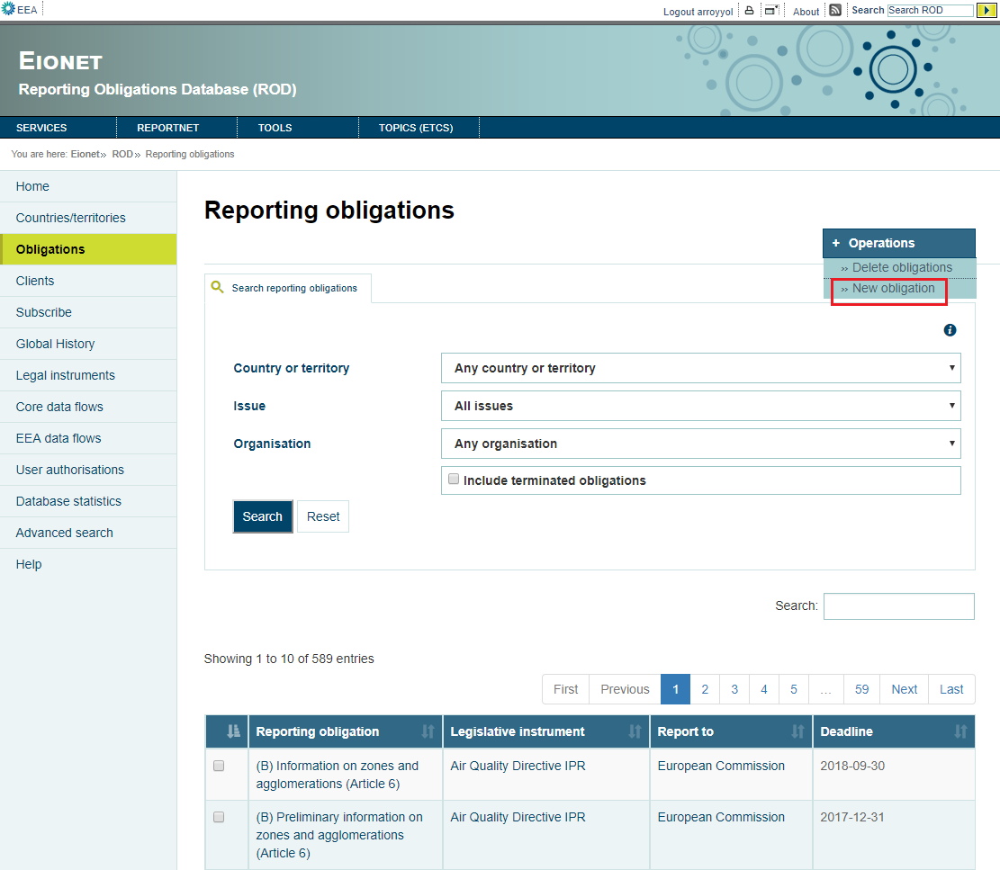 EEA
Logout arroyyol About Search Search ROD
EIONET
Reporting Obligations Database (ROD)
SERVICES REPORTNET TOOLS TOPICS (ETCS)
You are here: Eionet» ROD» Reporting obligations
Home
Countries/territories
Obligations
Clients
Subscribe
Global History
Legal instruments
Core data flows
EEA data flows
User authorisations
Database statistics
Advanced search
Help
Reporting obligations
+ Operations
›› Delete obligations
›› New obligation
Search reporting obligations
Country or territory Any country or territory
Issue All issues
Organisation Any organisation
Include terminated obligations
Search Reset
Search:
Showing 1 to 10 of 589 entries
First Previous 1 2 3 4 5 … 59 Next Last
Reporting obligation Legislative instrument Report to Deadline
(B) Information on zones and Air Quality Directive IPR European Commission 2018-09-30
agglomerations (Article 6)
(B) Preliminary information on Air Quality Directive IPR European Commission 2017-12-31
zones and agglomerations
(Article 6)